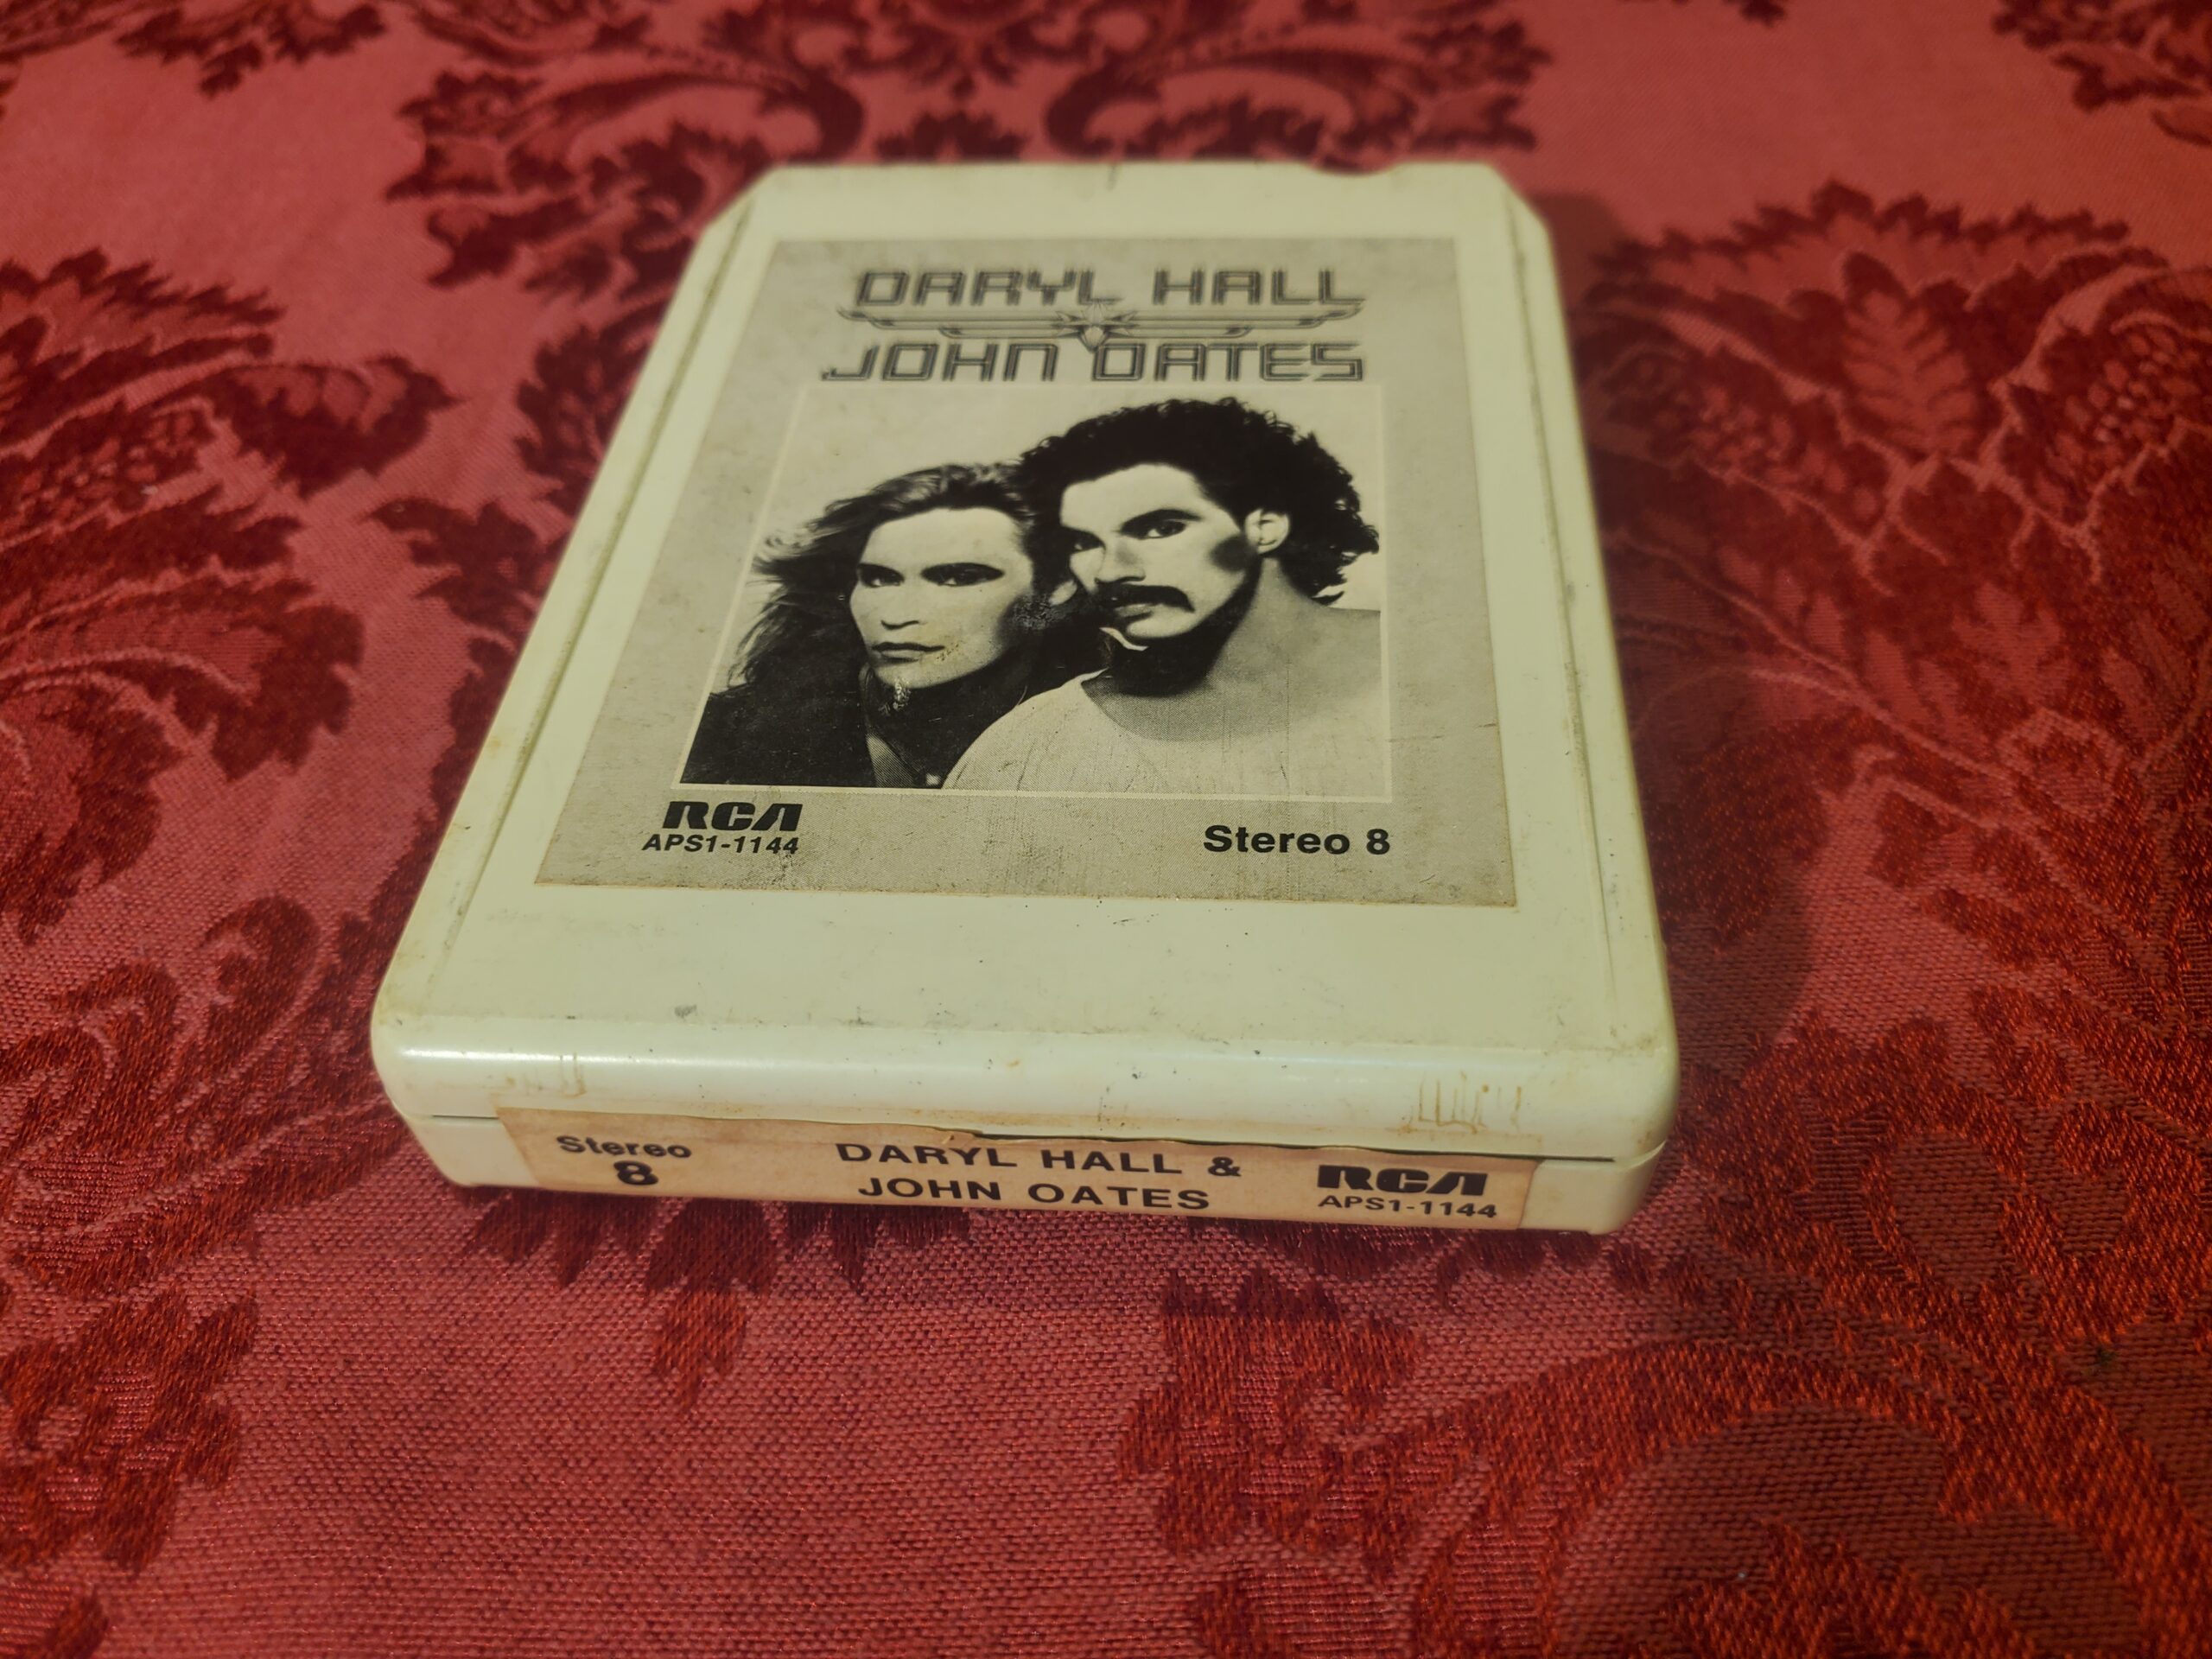 DARYL HALL
JOHN OATES
RCA
APS1-1144
Stereo 8
Stereo
8
DARYL HALL &
JOHN OATES
RCA
APS1-1144